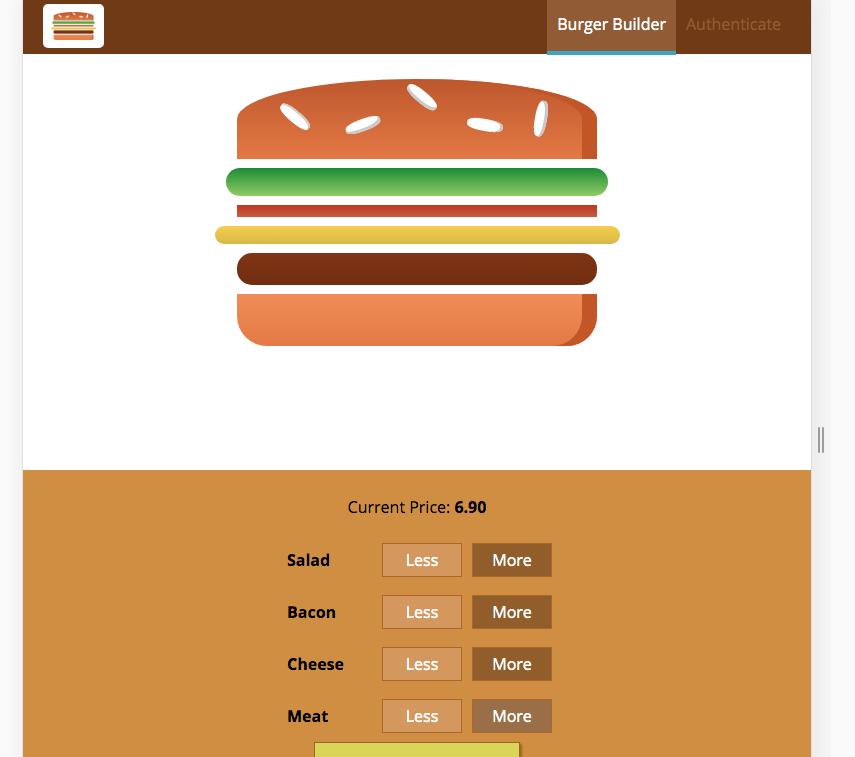 Burger Builder Authenticate
Current Price: 6.90
Salad Less More
Bacon Less More
Cheese Less More
Meat Less More